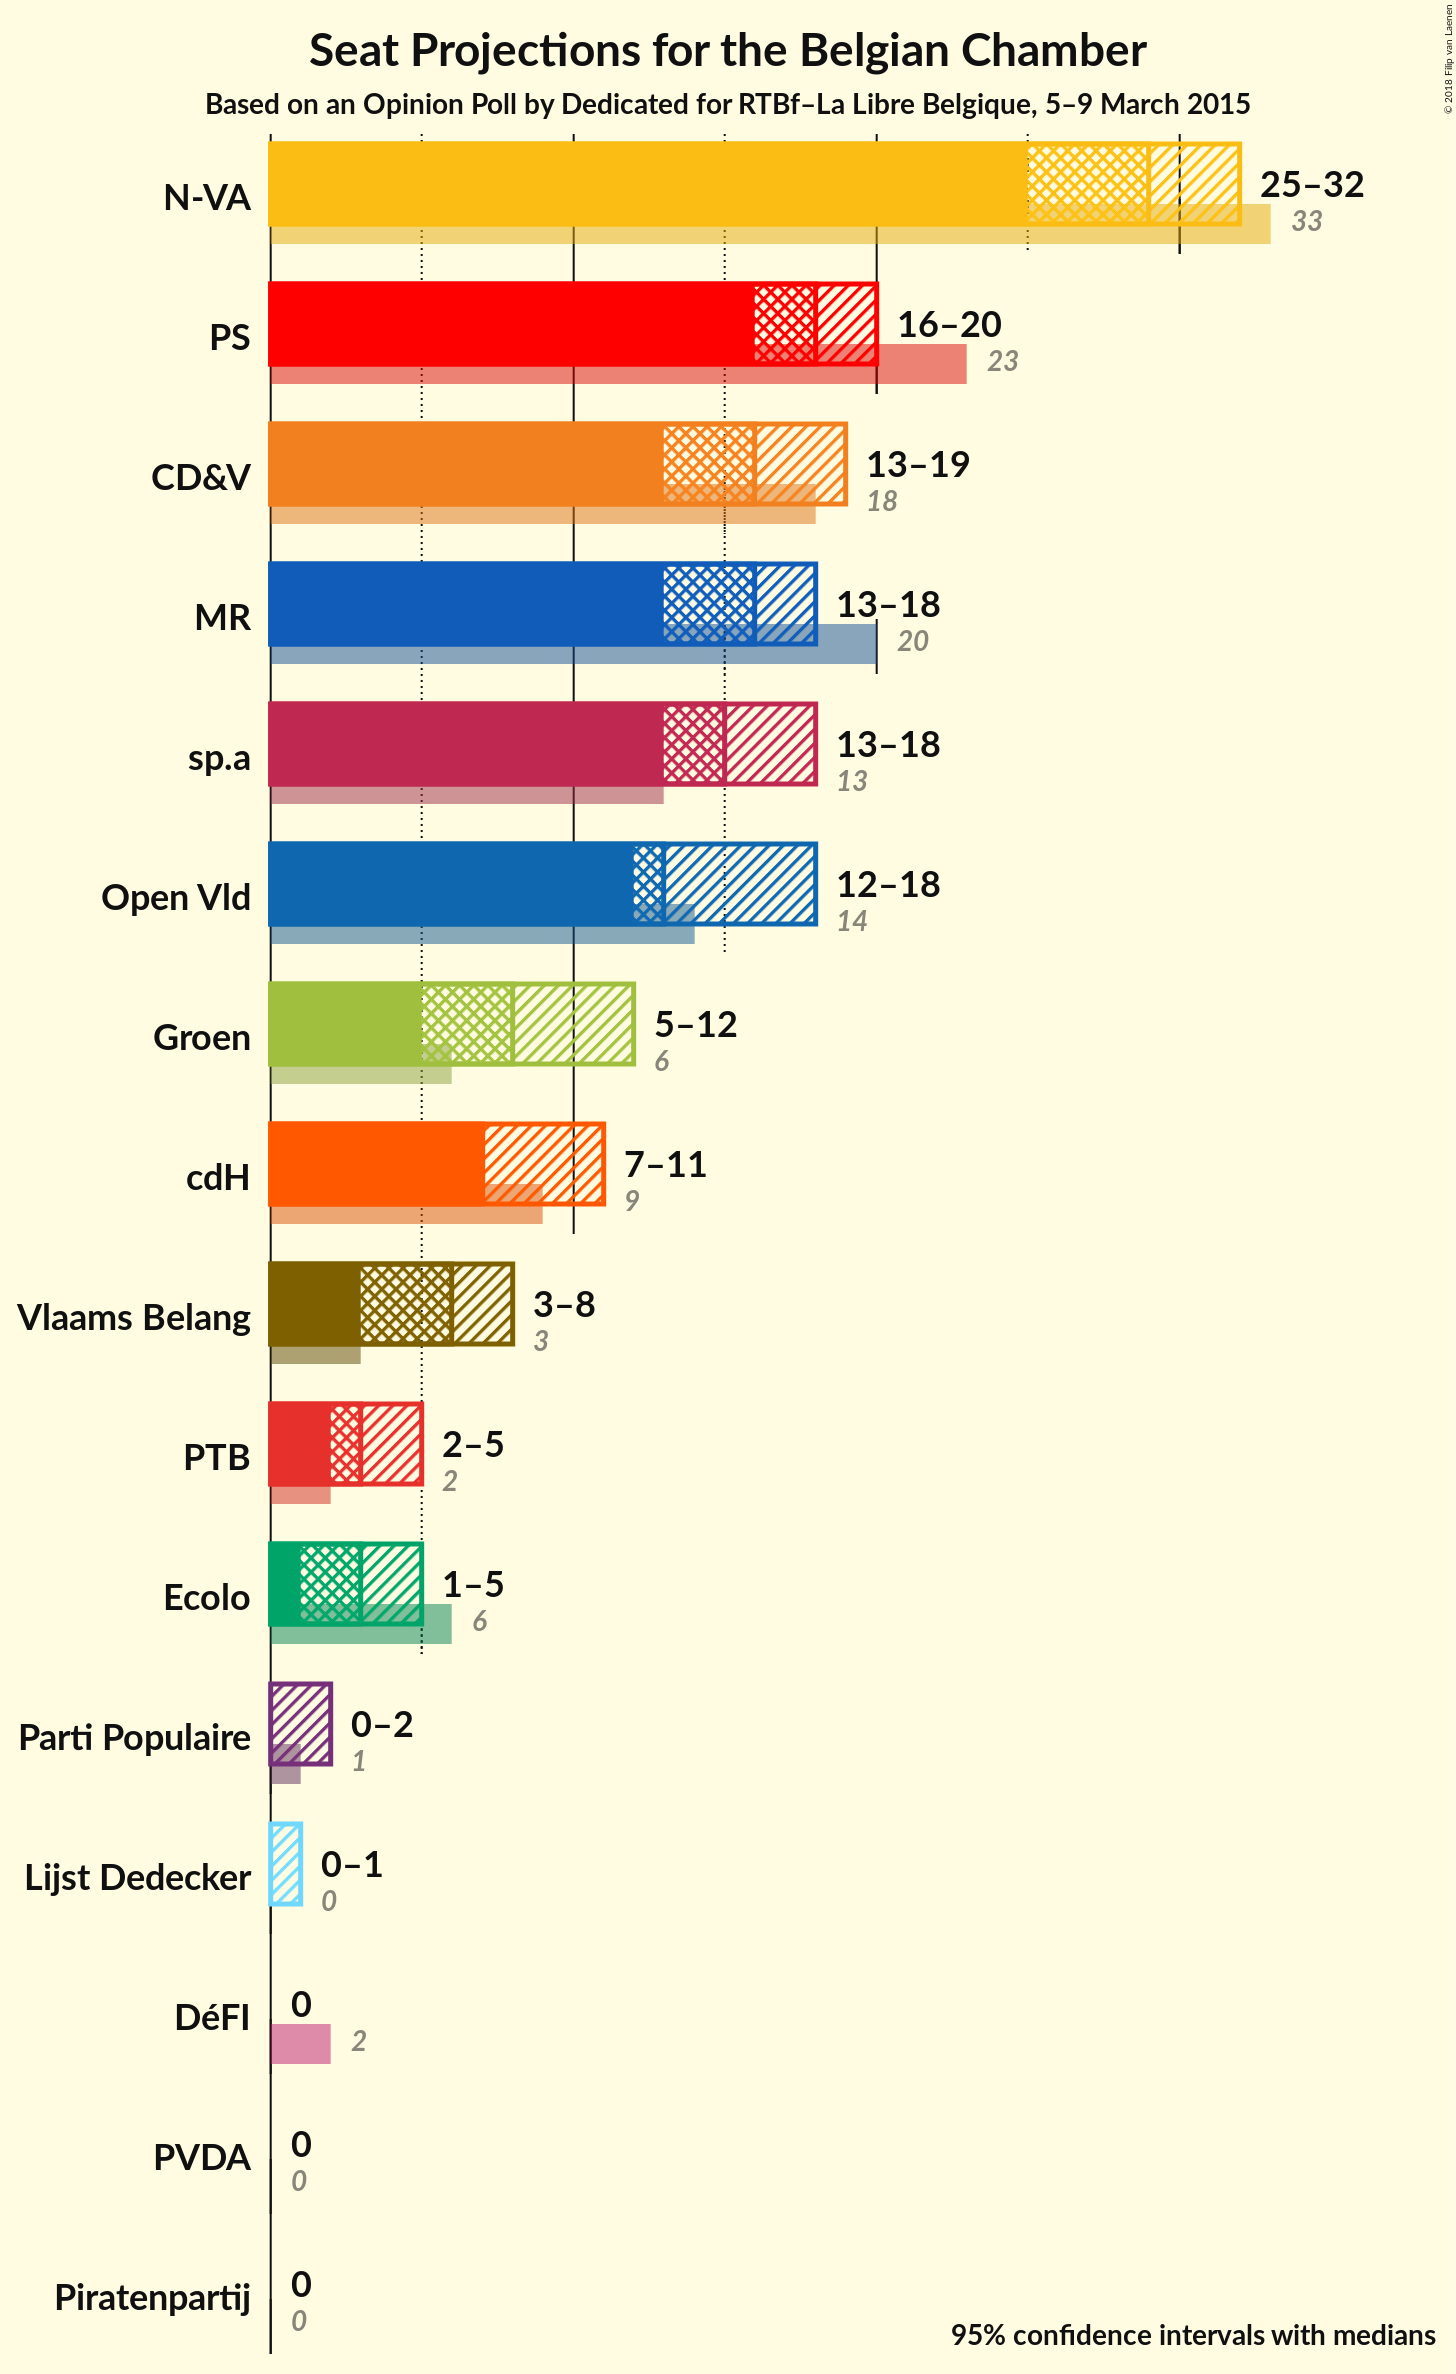 Seat Projections for the Belgian Chamber
Based on an Opinion Poll by Dedicated for RTBf–La Libre Belgique, 5–9 March 2015
© 2018 Filip van Laenen
N-VA
25–32
33
PS
16–20
23
CD&V
13–19
18
MR
13–18
20
sp.a
13–18
13
Open Vld
12–18
14
Groen
5–12
6
cdH
7–11
9
Vlaams Belang
3–8
3
PTB
2–5
2
Ecolo
1–5
6
Parti Populaire
0–2
1
Lijst Dedecker
0–1
0
DéFI
0
2
PVDA
0
0
Piratenpartij
0
0
95% confidence intervals with medians